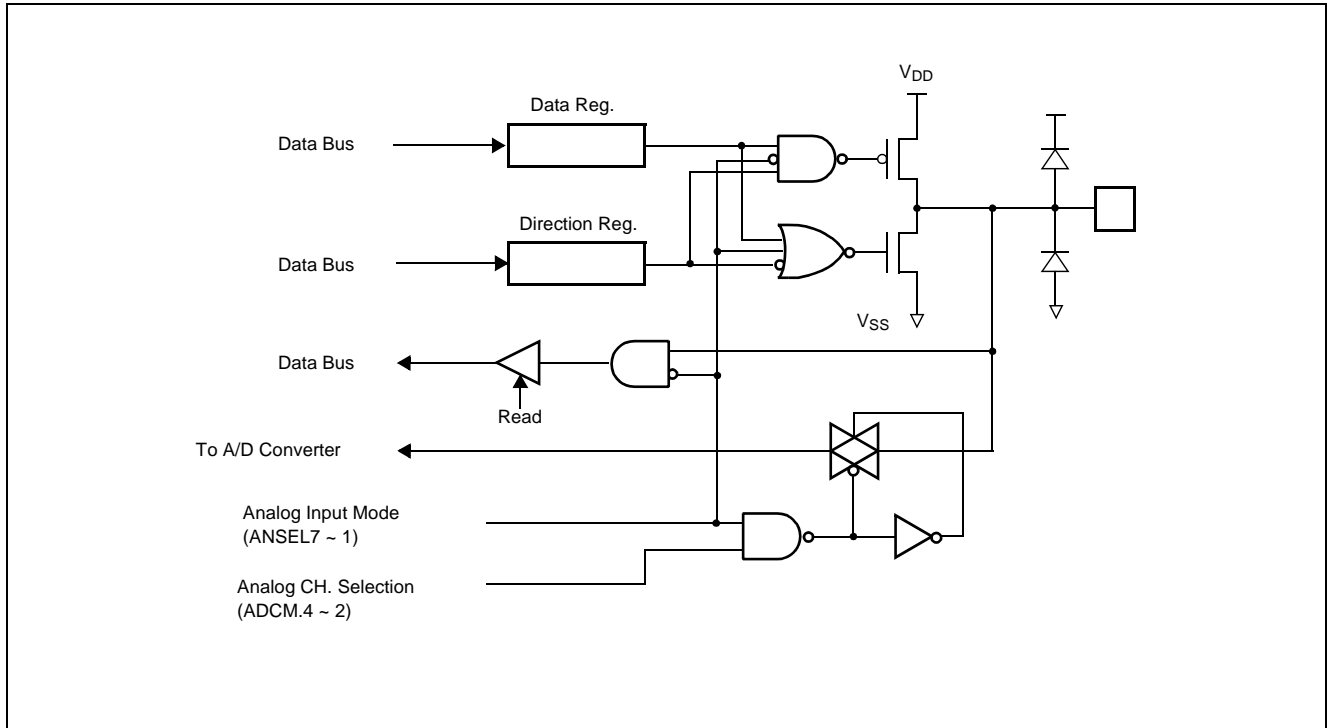 VDD
Data Reg.
Data Bus
Direction Reg.
Data Bus
VSS
Data Bus
Read
To A/D Converter
Analog Input Mode
(ANSEL7 ~ 1)
Analog CH. Selection
(ADCM.4 ~ 2)